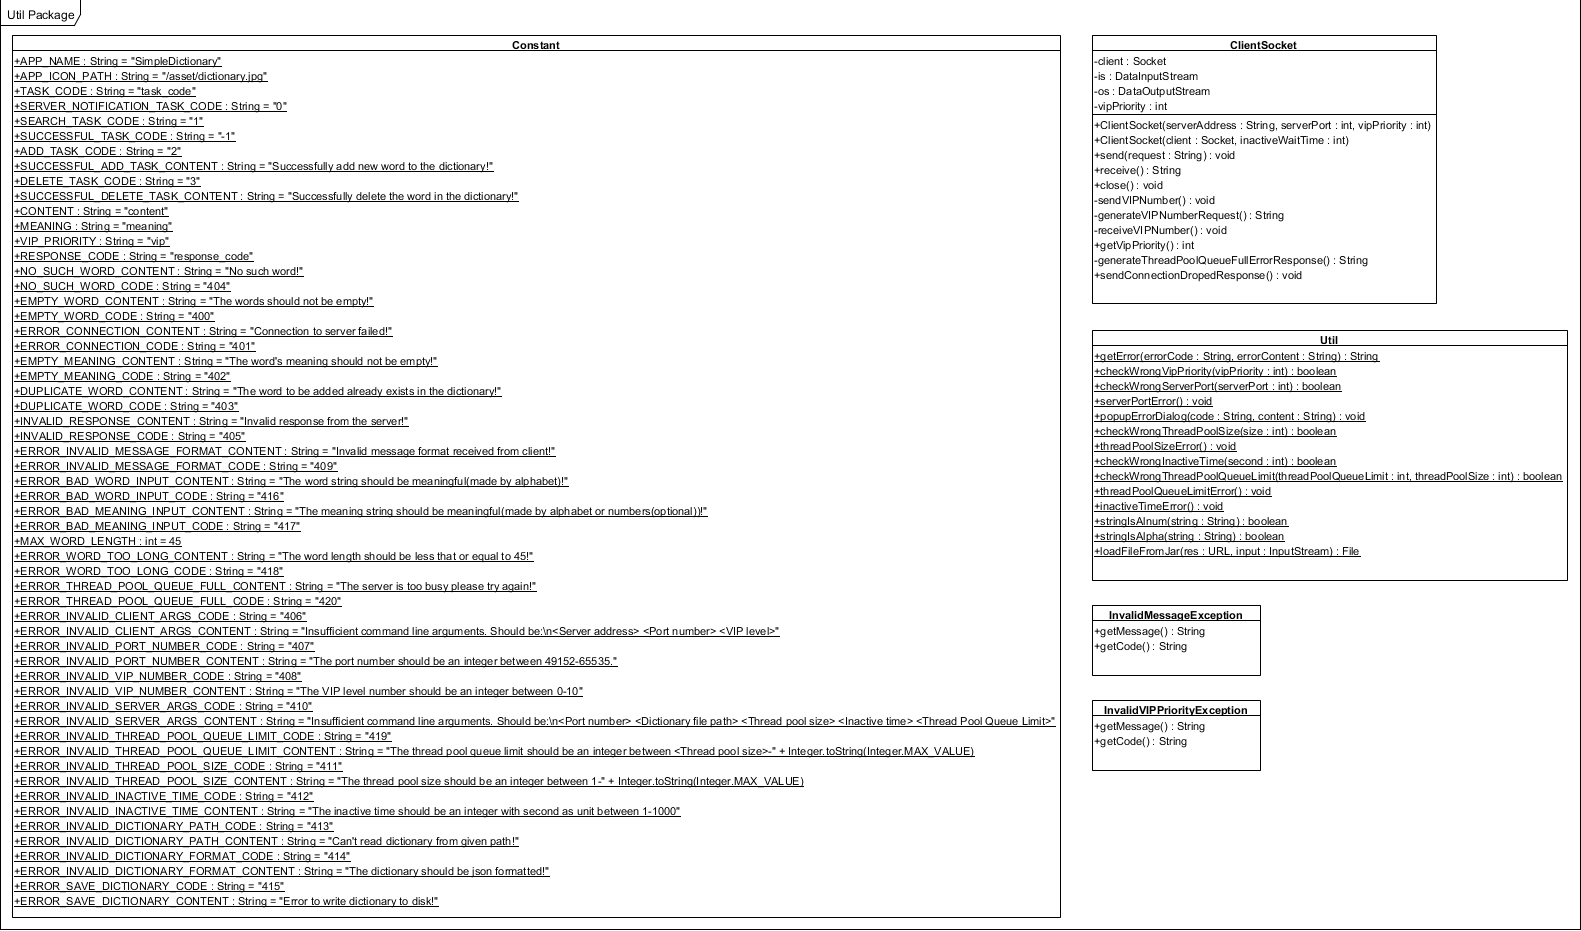 Util Package
Constant
+APP_NAME : String = "SimpleDictionary"
+APP_ICON_PATH : String = "/asset/dictionary.jpg"
+TASK_CODE : String = "task_code"
+SERVER_NOTIFICATION_TASK_CODE : String = "0"
+SEARCH_TASK_CODE : String = "1"
+SUCCESSFUL_TASK_CODE : String = "-1"
+ADD_TASK_CODE : String = "2"
+SUCCESSFUL_ADD_TASK_CONTENT : String = "Successfully add new word to the dictionary!"
+DELETE_TASK_CODE : String = "3"
+SUCCESSFUL_DELETE_TASK_CONTENT : String = "Successfully delete the word in the dictionary!"
+CONTENT : String = "content"
+MEANING : String = "meaning"
+VIP_PRIORITY : String = "vip"
+RESPONSE_CODE : String = "response_code"
+NO_SUCH_WORD_CONTENT : String = "No such word!"
+NO_SUCH_WORD_CODE : String = "404"
+EMPTY_WORD_CONTENT : String = "The words should not be empty!"
+EMPTY_WORD_CODE : String = "400"
+ERROR_CONNECTION_CONTENT : String = "Connection to server failed!"
+ERROR_CONNECTION_CODE : String = "401"
+EMPTY_MEANING_CONTENT : String = "The word's meaning should not be empty!"
+EMPTY_MEANING_CODE : String = "402"
+DUPLICATE_WORD_CONTENT : String = "The word to be added already exists in the dictionary!"
+DUPLICATE_WORD_CODE : String = "403"
+INVALID_RESPONSE_CONTENT : String = "Invalid response from the server!"
+INVALID_RESPONSE_CODE : String = "405"
+ERROR_INVALID_MESSAGE_FORMAT_CONTENT : String = "Invalid message format received from client!"
+ERROR_INVALID_MESSAGE_FORMAT_CODE : String = "409"
+ERROR_BAD_WORD_INPUT_CONTENT : String = "The word string should be meaningful(made by alphabet)!"
+ERROR_BAD_WORD_INPUT_CODE : String = "416"
+ERROR_BAD_MEANING_INPUT_CONTENT : String = "The meaning string should be meaningful(made by alphabet or numbers(optional))!"
+ERROR_BAD_MEANING_INPUT_CODE : String = "417"
+MAX_WORD_LENGTH : int = 45
+ERROR_WORD_TOO_LONG_CONTENT : String = "The word length should be less that or equal to 45!"
+ERROR_WORD_TOO_LONG_CODE : String = "418"
+ERROR_THREAD_POOL_QUEUE_FULL_CONTENT : String = "The server is too busy please try again!"
+ERROR_THREAD_POOL_QUEUE_FULL_CODE : String = "420"
+ERROR_INVALID_CLIENT_ARGS_CODE : String = "406"
+ERROR_INVALID_CLIENT_ARGS_CONTENT : String = "Insufficient command line arguments. Should be:\n<Server address> <Port number> <VIP level>"
+ERROR_INVALID_PORT_NUMBER_CODE : String = "407"
+ERROR_INVALID_PORT_NUMBER_CONTENT : String = "The port number should be an integer between 49152-65535."
+ERROR_INVALID_VIP_NUMBER_CODE : String = "408"
+ERROR_INVALID_VIP_NUMBER_CONTENT : String = "The VIP level number should be an integer between 0-10"
+ERROR_INVALID_SERVER_ARGS_CODE : String = "410"
+ERROR_INVALID_SERVER_ARGS_CONTENT : String = "Insufficient command line arguments. Should be:\n<Port number> <Dictionary file path> <Thread pool size> <Inactive time> <Thread Pool Queue Limit>"
+ERROR_INVALID_THREAD_POOL_QUEUE_LIMIT_CODE : String = "419"
+ERROR_INVALID_THREAD_POOL_QUEUE_LIMIT_CONTENT : String = "The thread pool queue limit should be an integer between <Thread pool size>-" + Integer.toString(Integer.MAX_VALUE)
+ERROR_INVALID_THREAD_POOL_SIZE_CODE : String = "411"
+ERROR_INVALID_THREAD_POOL_SIZE_CONTENT : String = "The thread pool size should be an integer between 1-" + Integer.toString(Integer.MAX_VALUE)
+ERROR_INVALID_INACTIVE_TIME_CODE : String = "412"
+ERROR_INVALID_INACTIVE_TIME_CONTENT : String = "The inactive time should be an integer with second as unit between 1-1000"
+ERROR_INVALID_DICTIONARY_PATH_CODE : String = "413"
+ERROR_INVALID_DICTIONARY_PATH_CONTENT : String = "Can't read dictionary from given path!"
+ERROR_INVALID_DICTIONARY_FORMAT_CODE : String = "414"
+ERROR_INVALID_DICTIONARY_FORMAT_CONTENT : String = "The dictionary should be json formatted!"
+ERROR_SAVE_DICTIONARY_CODE : String = "415"
+ERROR_SAVE_DICTIONARY_CONTENT : String = "Error to write dictionary to disk!"
ClientSocket
-client : Socket
-is : DataInputStream
-os : DataOutputStream
-vipPriority : int
+ClientSocket(serverAddress : String, serverPort : int, vipPriority : int)
+ClientSocket(client : Socket, inactiveWaitTime : int)
+send(request : String) : void
+receive() : String
+close() : void
-sendVIPNumber() : void
-generateVIPNumberRequest() : String
-receiveVIPNumber() : void
+getVipPriority() : int
-generateThreadPoolQueueFullErrorResponse() : String
+sendConnectionDropedResponse() : void
Util
+getError(errorCode : String, errorContent : String) : String
+checkWrongVipPriority(vipPriority : int) : boolean
+checkWrongServerPort(serverPort : int) : boolean
+serverPortError() : void
+popupErrorDialog(code : String, content : String) : void
+checkWrongThreadPoolSize(size : int) : boolean
+threadPoolSizeError() : void
+checkWrongInactiveTime(second : int) : boolean
+checkWrongThreadPoolQueueLimit(threadPoolQueueLimit : int, threadPoolSize : int) : boolean
+threadPoolQueueLimitError() : void
+inactiveTimeError() : void
+stringIsAlnum(string : String) : boolean
+stringIsAlpha(string : String) : boolean
+loadFileFromJar(res : URL, input : InputStream) : File
InvalidMessageException
+getMessage() : String
+getCode() : String
InvalidVIPPriorityException
+getMessage() : String
+getCode() : String